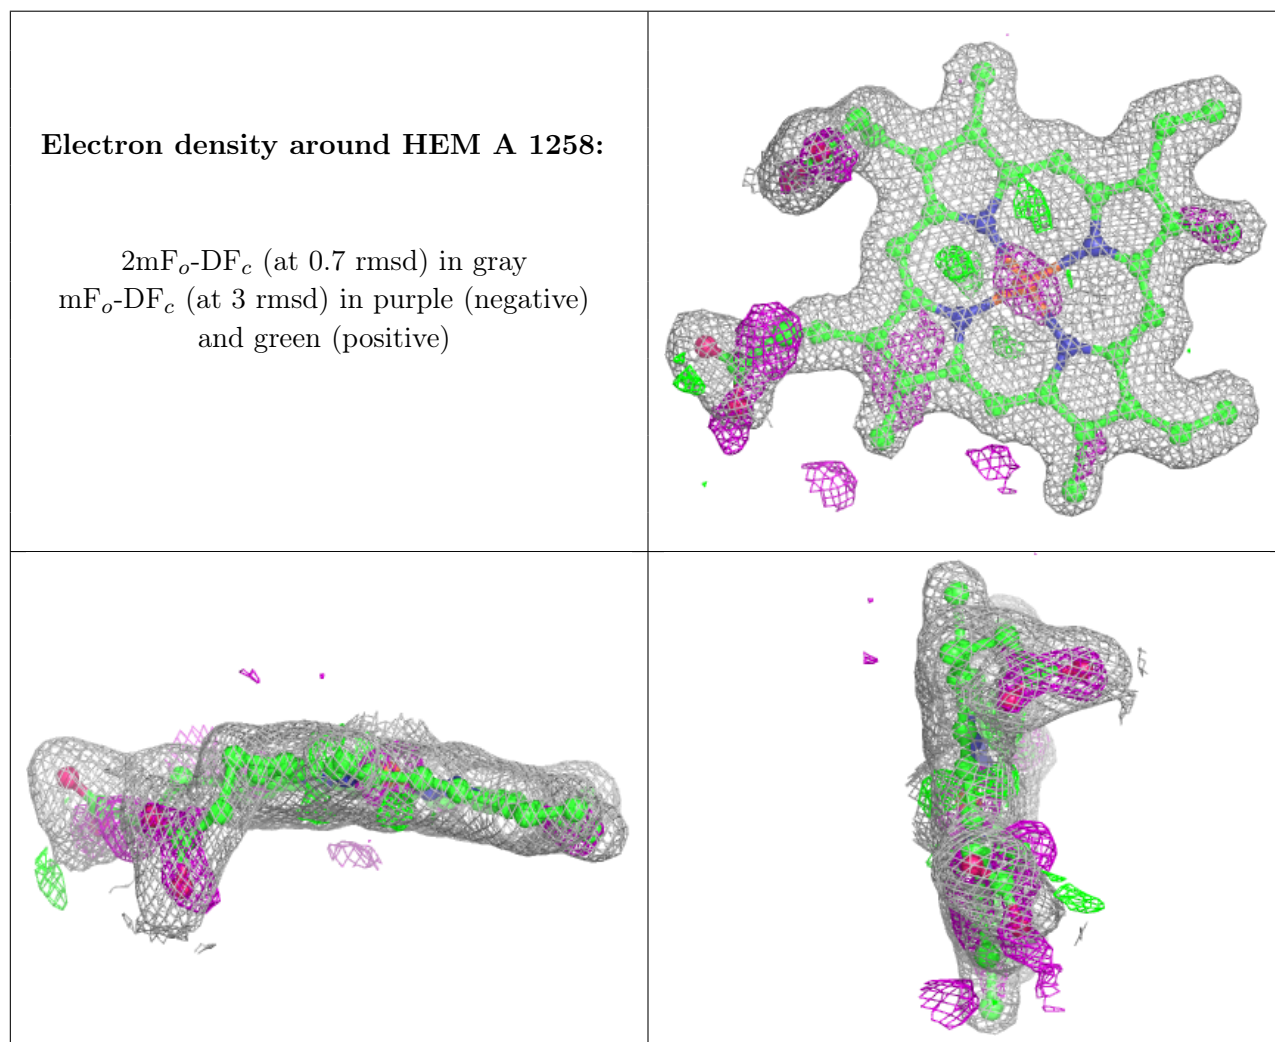 Electron density around HEM A 1258:
2mFo-DFc (at 0.7 rmsd) in gray
mFo-DFc (at 3 rmsd) in purple (negative)
and green (positive)